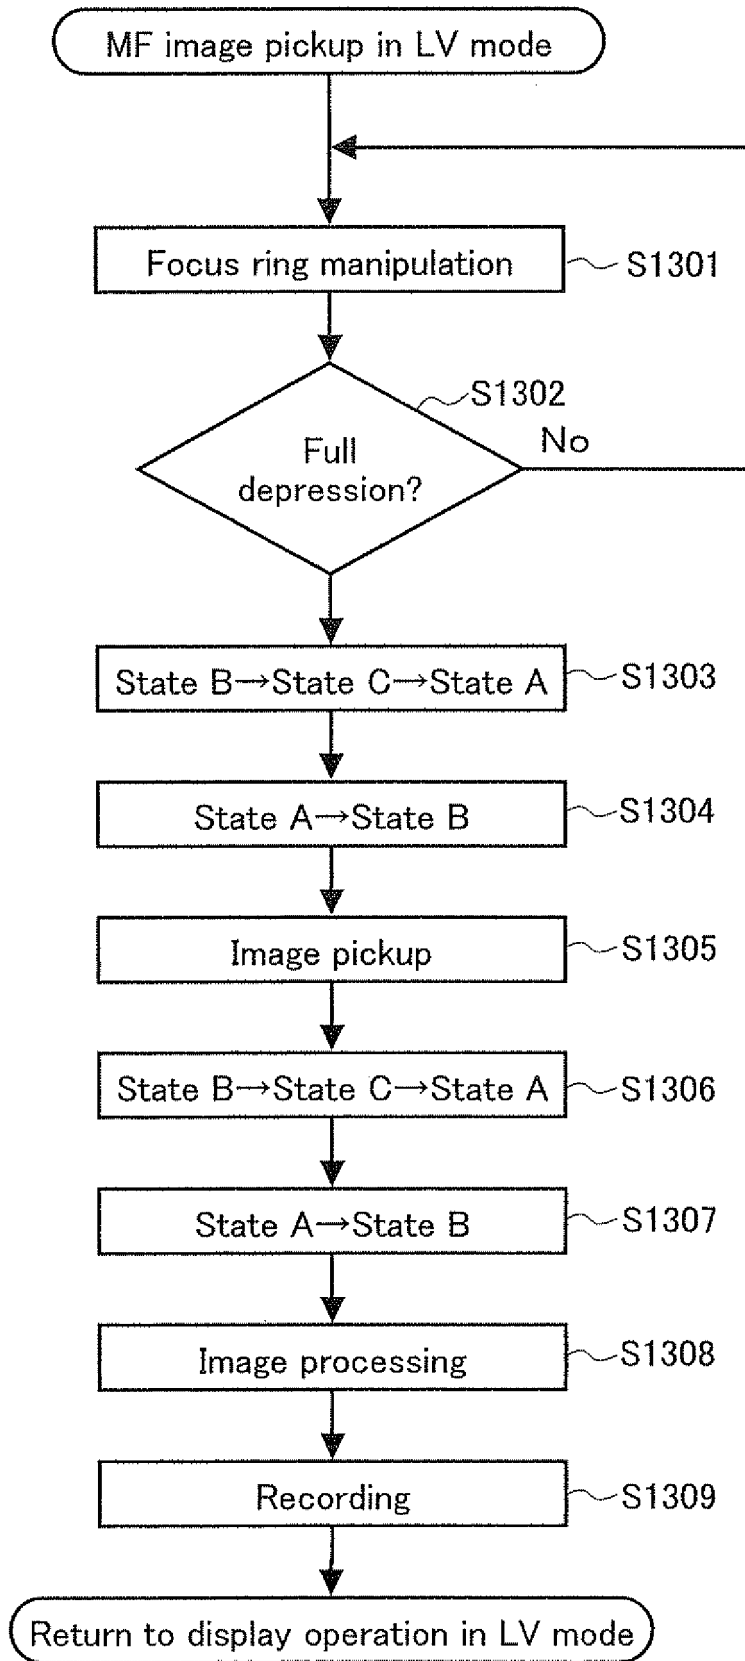 MF image pickup in LV mode
Focus ring manipulation
S1301
S1302
Full
depression?
No
State B→State C→State A
S1303
State A→State B
S1304
Image pickup
S1305
State B→State C→State A
S1306
State A→State B
S1307
Image processing
S1308
Recording
S1309
Return to display operation in LV mode